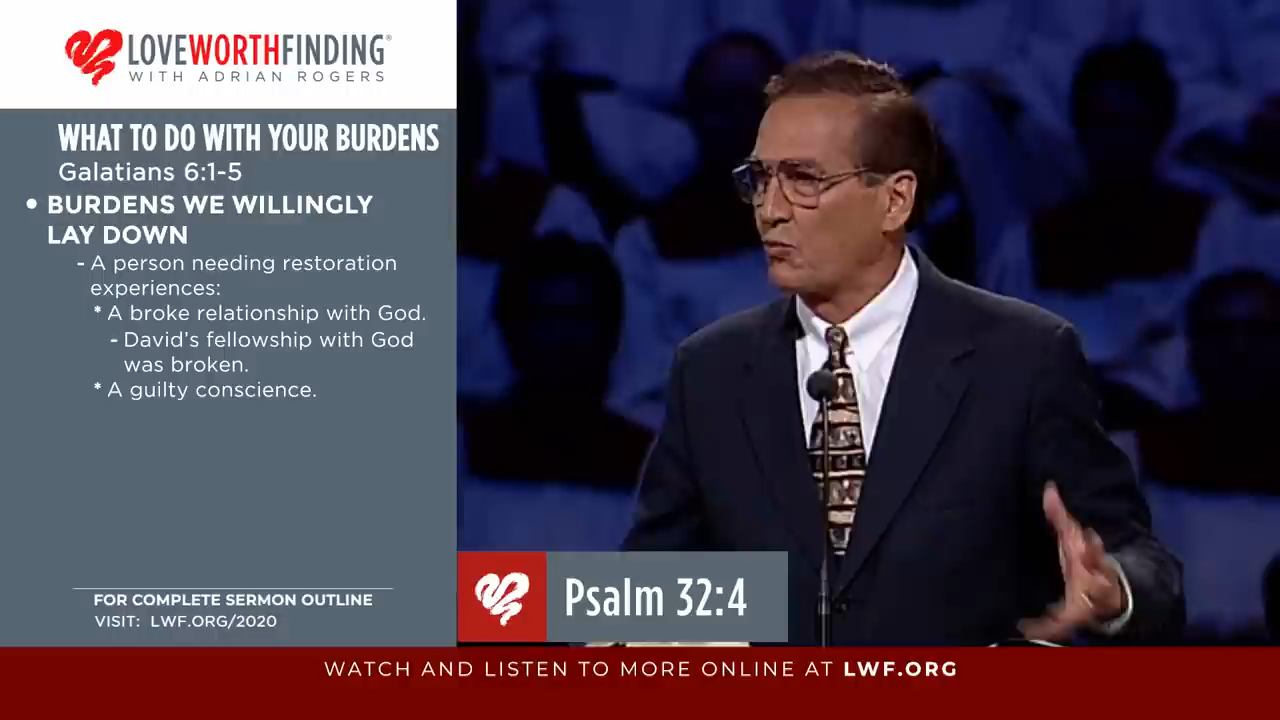 LOVEWORTHFINDING®
WITH ADRIAN ROGERS
WHAT TO DO WITH YOUR BURDENS
Galatians 6:1-5
• BURDENS WE WILLINGLY
LAY DOWN
- A person needing restoration
experiences:
* A broke relationship with God.
- David's fellowship with God
was broken.
* A guilty conscience.
FOR COMPLETE SERMON OUTLINE
VISIT: LWF.ORG/2020
Psalm 32:4
WATCH AND LISTEN TO MORE ONLINE AT LWF.ORG